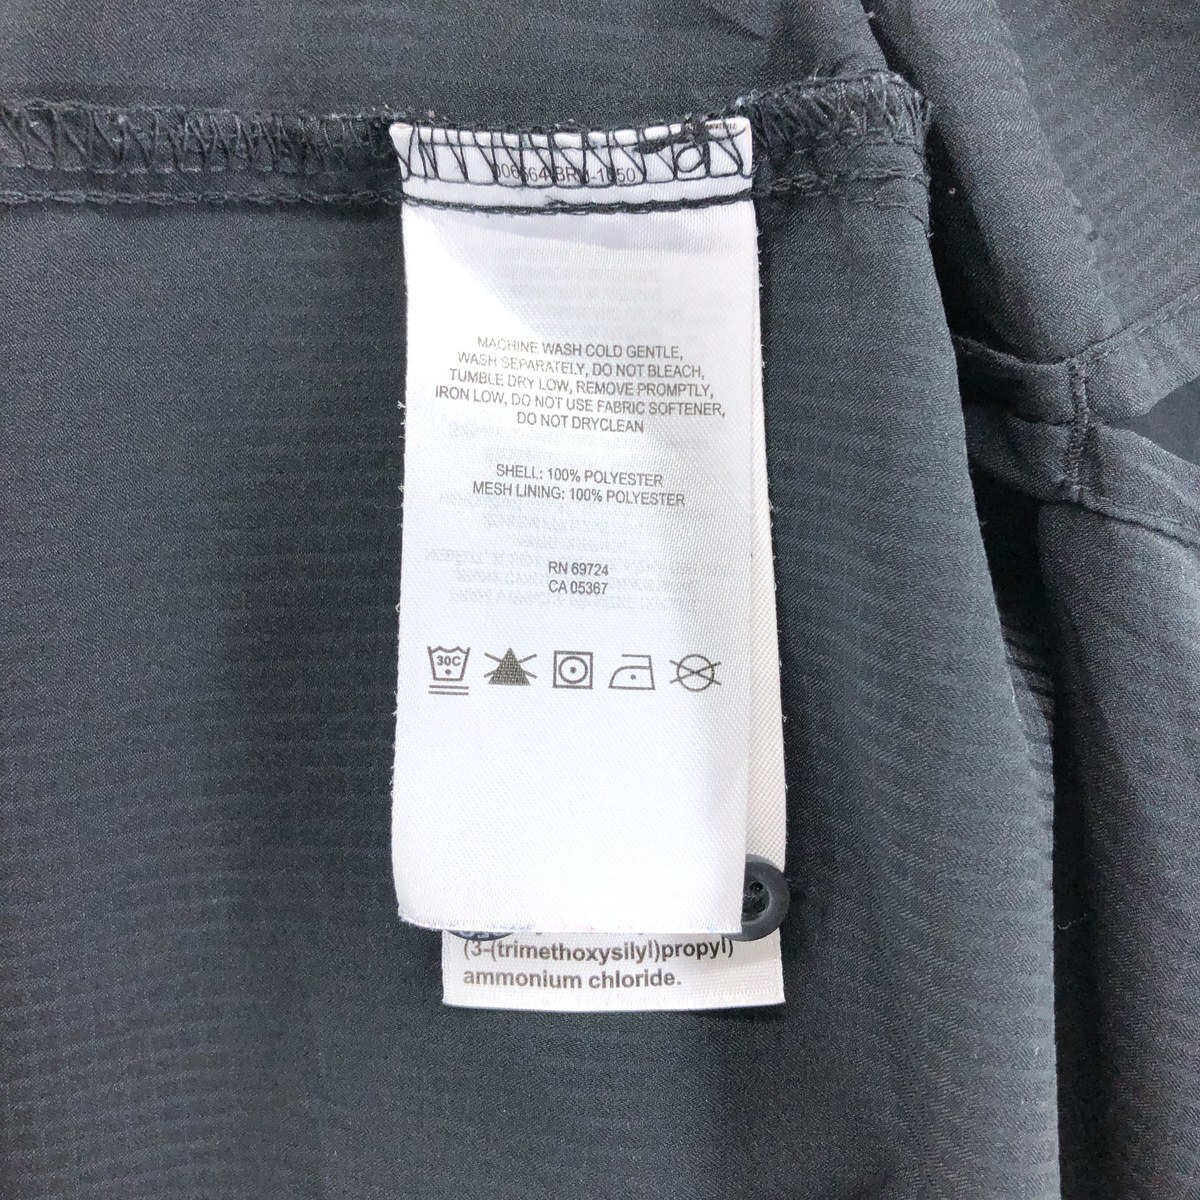 MACHINE WASH COLD GENTLE,
WASH SEPARATELY, DO NOT BLEACH,
TUMBLE DRY LOW, REMOVE PROMPTLY,
IRON LOW, DO NOT USE FABRIC SOFTENER,
DO NOT DRYCLEAN
SHELL: 100% POLYESTER
MESH LINING: 100% POLYESTER
RN 69724
CA 05367
30C
(3-(trimethoxysilyl)propyl)
ammonium chloride.